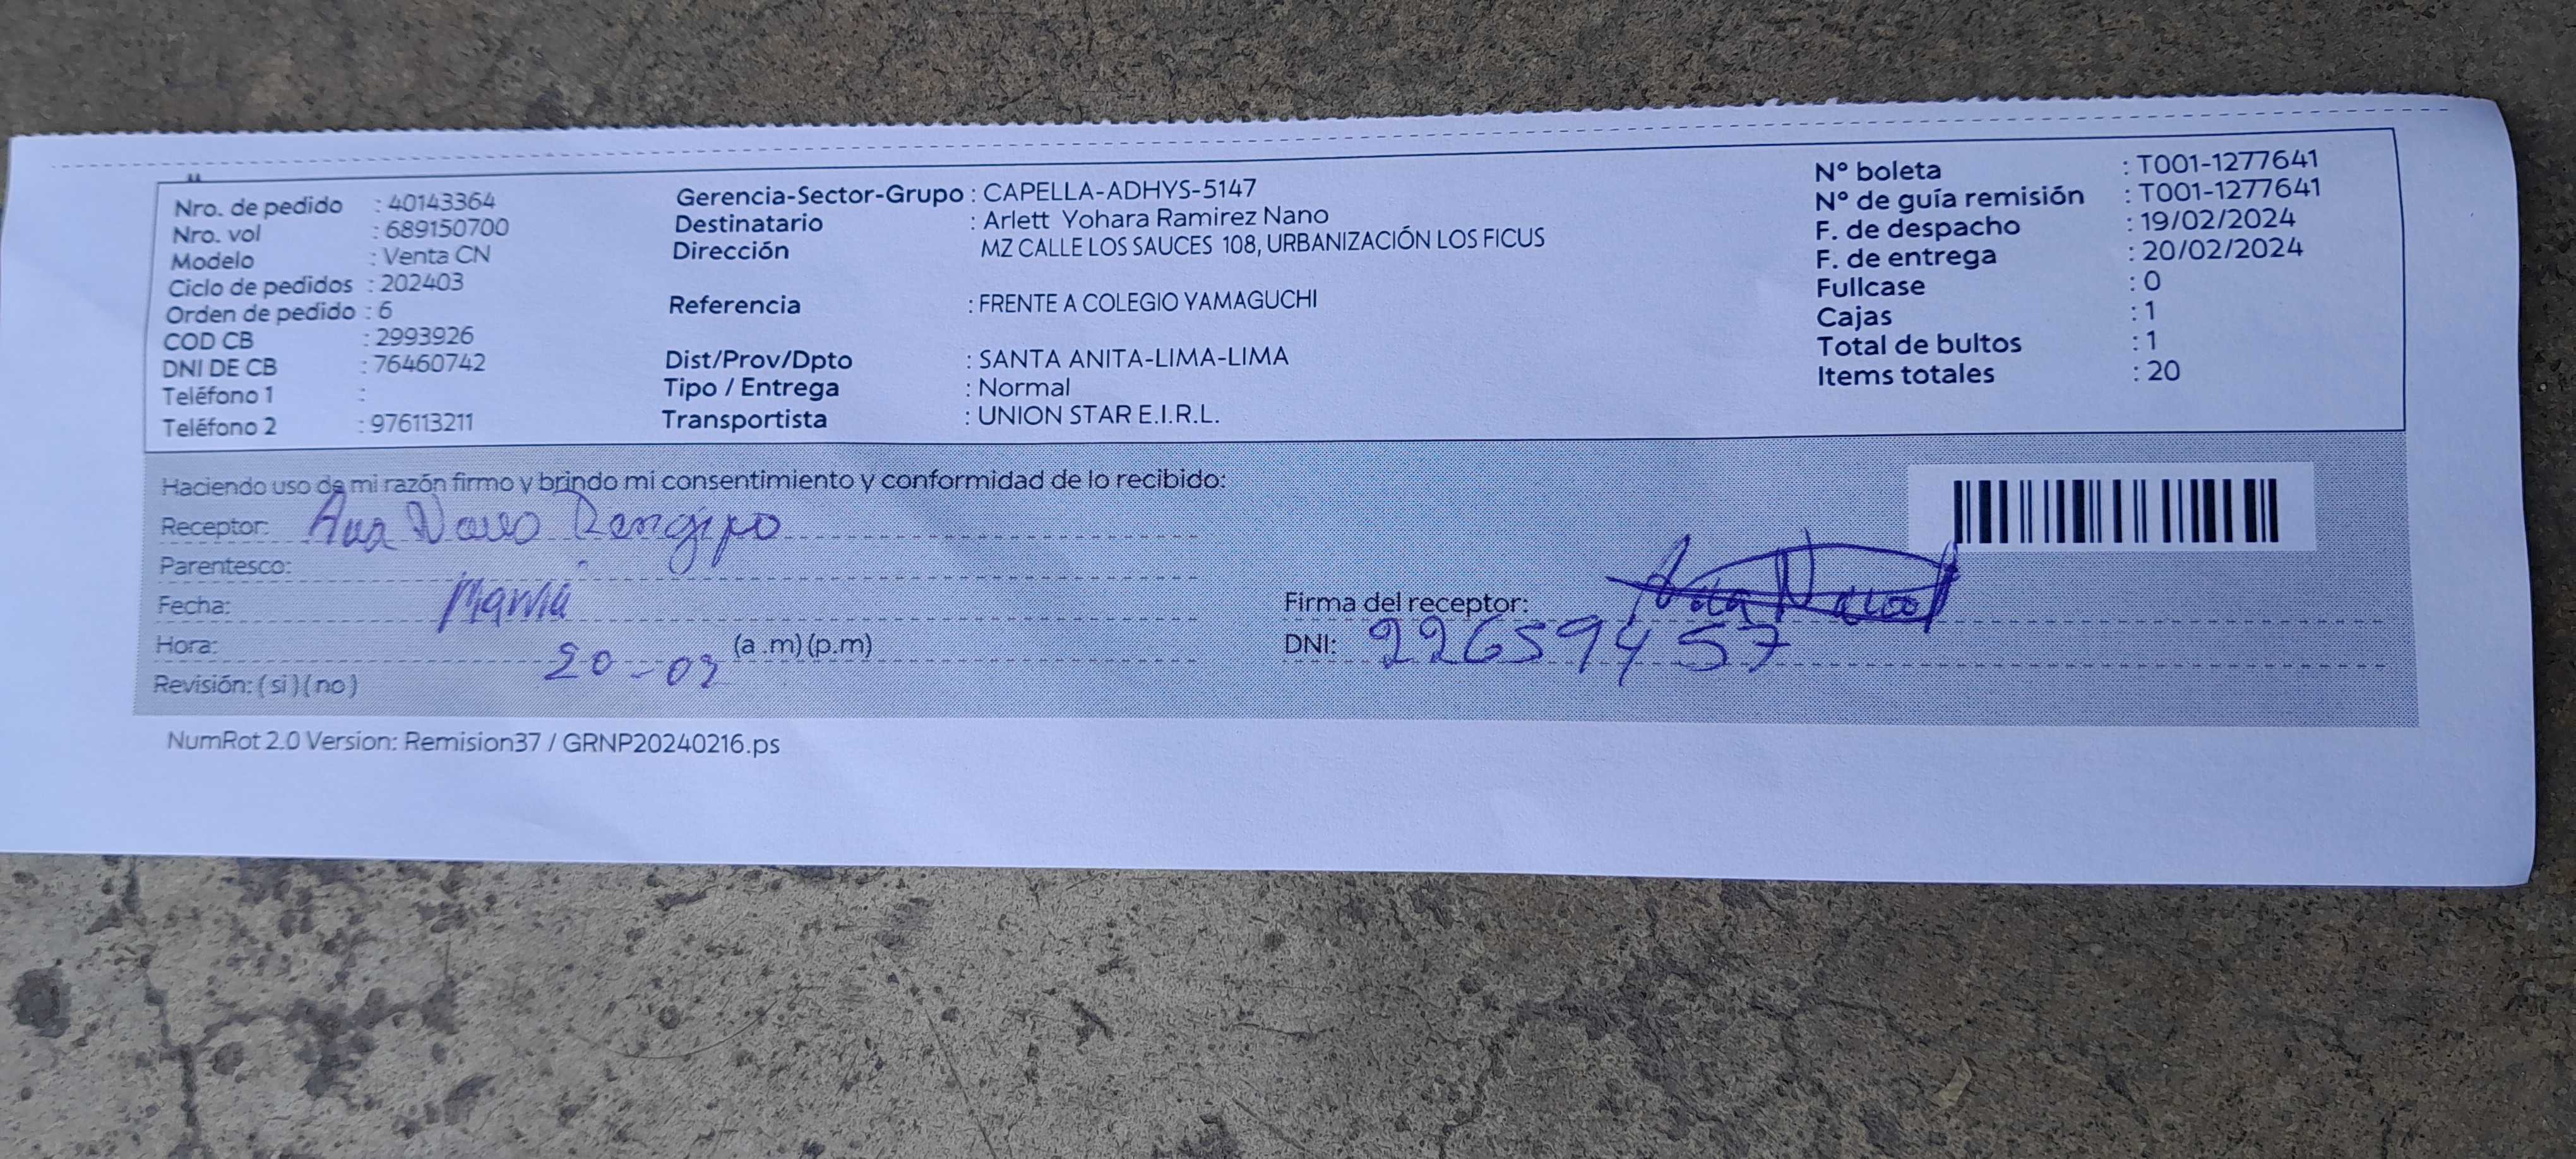 Nro. de pedido : 40143364
Nro. vol : 689150700
Modelo : Venta CN
Ciclo de pedidos : 202403
Orden de pedido : 6
COD CB : 2993926
DNI DE CB : 76460742
Teléfono 1 :
Teléfono 2 : 976113211
Gerencia-Sector-Grupo : CAPELLA-ADHYS-5147
Destinatario : Arlett Yohara Ramirez Nano
Dirección MZ CALLE LOS SAUCES 108, URBANIZACIÓN LOS FICUS
Referencia : FRENTE A COLEGIO YAMAGUCHI
Dist/Prov/Dpto : SANTA ANITA-LIMA-LIMA
Tipo / Entrega : Normal
Transportista : UNION STAR E.I.R.L.
Nº boleta : T001-1277641
Nº de guía remisión : T001-1277641
F. de despacho : 19/02/2024
F. de entrega : 20/02/2024
Fullcase : 0
Cajas : 1
Total de bultos : 1
Items totales : 20
Haciendo uso de mi razón firmo y brindo mi consentimiento y conformidad de lo recibido:
Receptor: Ana
Parentesco:
Fecha: Mamá
Hora: 20-02 (a .m) (p.m)
Revisión: ( si ) ( no )
Firma del receptor:
DNI: 22659457
NumRot 2.0 Version: Remision37 / GRNP20240216.ps